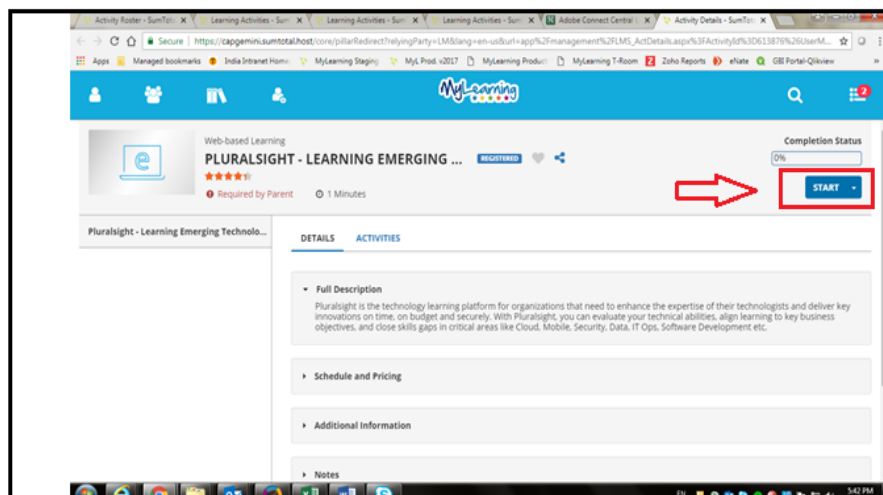 Activity Roster - SumTot
Learning Activities - Sum
Learning Activities - Sum
Learning Activities - Sum
Adobe Connect Central L
Activity Details - SumTot
Secure | https://capgemini.sumtotal.host/core/pillarRedirect?relyingParty=LM&lang=en-us&url=app%2Fmanagement%2FLMS_ActDetails.aspx%3FActivityId%3D613876%26UserM...
Apps Managed bookmarks India Intranet Home MyLearning Staging MyL Prod. v2017 MyLearning Product MyLearning T-Room Zoho Reports eNate GBI Portal-Qlikview »
MyLearning
2
Web-based Learning
PLURALSIGHT - LEARNING EMERGING ... REGISTERED
Required by Parent 1 Minutes
Completion Status
0%
START
Pluralsight - Learning Emerging Technolo...
DETAILS ACTIVITIES
Full Description
Pluralsight is the technology learning platform for organizations that need to enhance the expertise of their technologists and deliver key
innovations on time, on budget and securely. With Pluralsight, you can evaluate your technical abilities, align learning to key business
objectives, and close skills gaps in critical areas like Cloud, Mobile, Security, Data, IT Ops, Software Development etc.
Schedule and Pricing
Additional Information
Notes
EN
5:42 PM